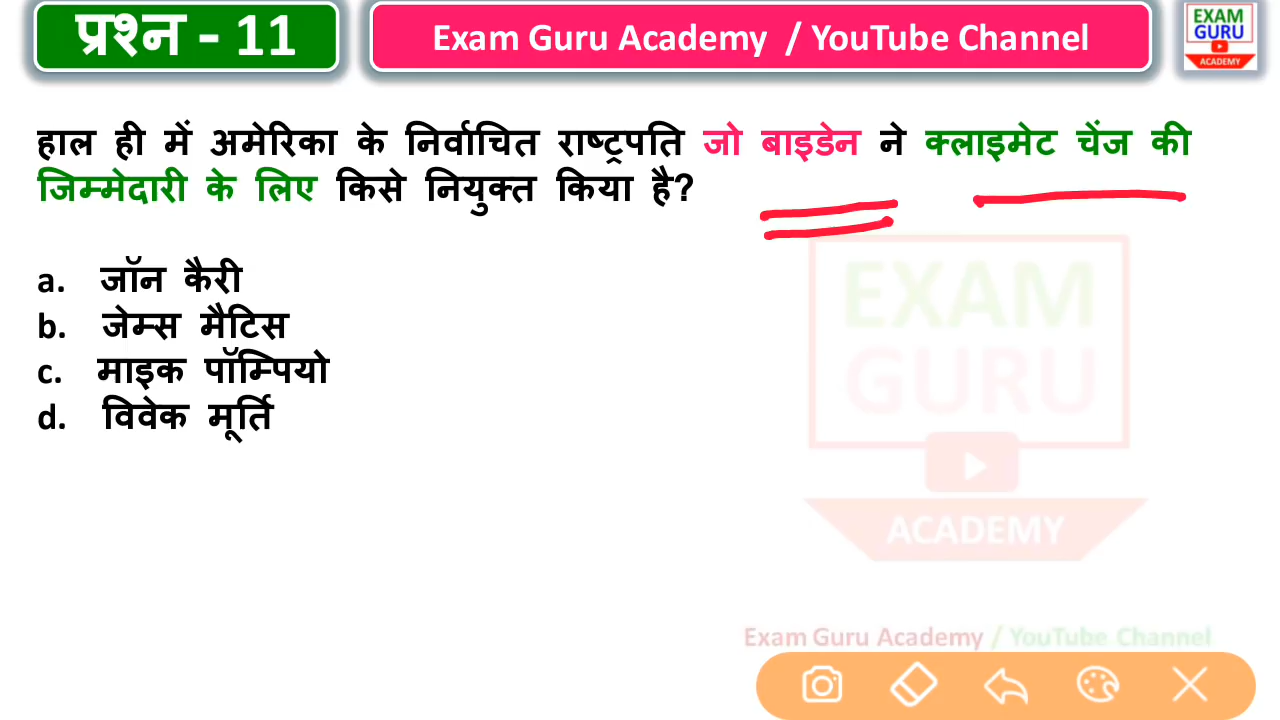 प्रश्न - 11
Exam Guru Academy / YouTube Channel
EXAM
GURU
ACADEMY
हाल ही में अमेरिका के निर्वाचित राष्ट्रपति जो बाइडेन ने क्लाइमेट चेंज की
जिम्मेदारी के लिए किसे नियुक्त किया है?
a. जॉन कैरी
b. जेम्स मैटिस
c. माइक पॉम्पियो
d. विवेक मूर्ति
EXAM
GURU
ACADEMY
Exam Guru Academy / YouTube Channel